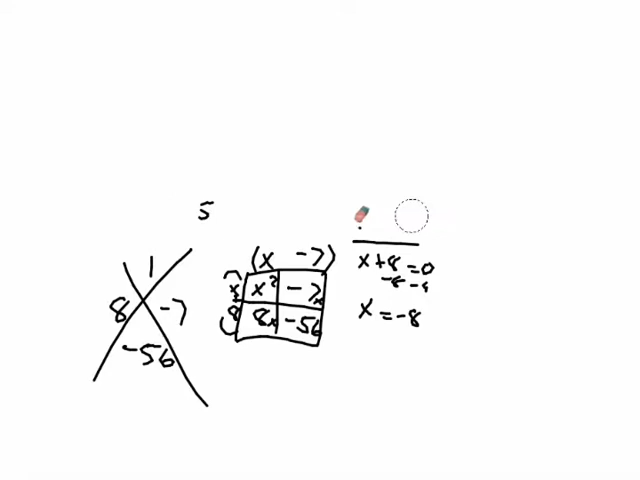 5
1
8 -7
-56
(x -7)
(x x² -7x
+8) 8x -56
x+8=0
-8 -8
x=-8